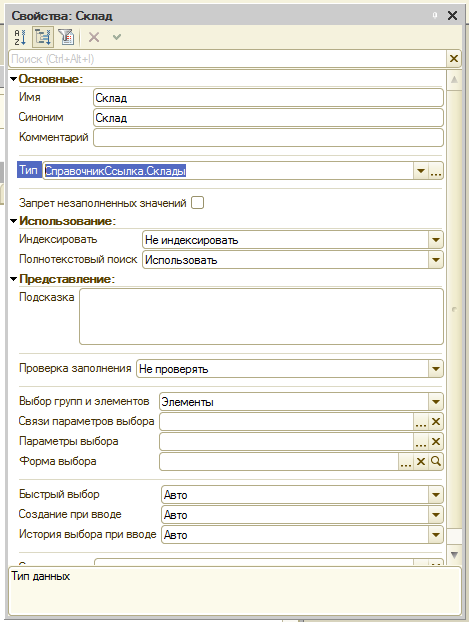 Свойства: Склад
Поиск (Ctrl+Alt+I)
Основные:
Имя Склад
Синоним Склад
Комментарий
Тип СправочникСсылка.Склады
Запрет незаполненных значений
Использование:
Индексировать Не индексировать
Полнотекстовый поиск Использовать
Представление:
Подсказка
Проверка заполнения Не проверять
Выбор групп и элементов Элементы
Связи параметров выбора
Параметры выбора
Форма выбора
Быстрый выбор Авто
Создание при вводе Авто
История выбора при вводе Авто
Тип данных